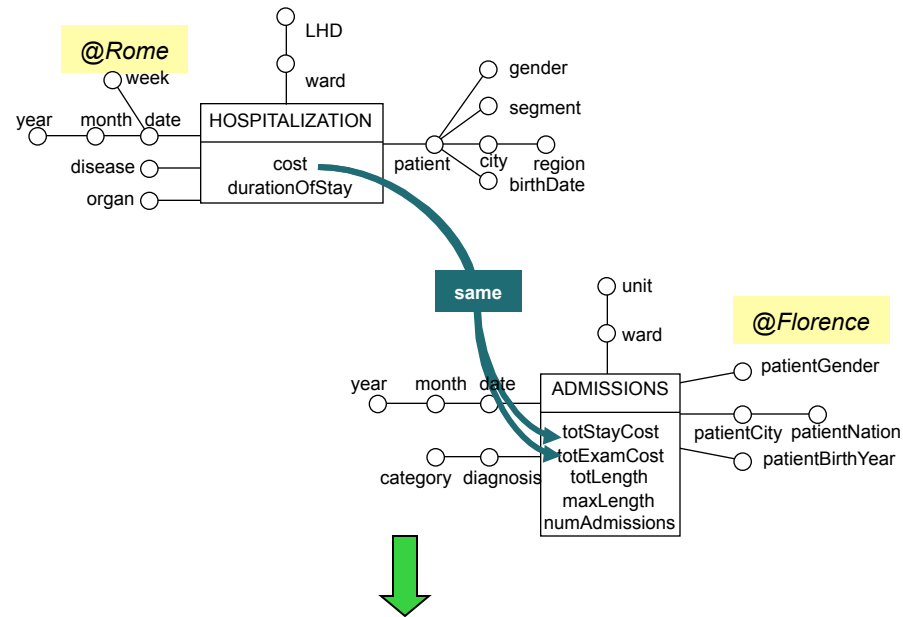 LHD
@Rome
week
ward
gender
segment
year month date
HOSPITALIZATION
disease
cost
patient city region
durationOfStay
birthDate
organ
same
unit
@Florence
ward
patientGender
year month date
ADMISSIONS
totStayCost
patientCity patientNation
totExamCost
patientBirthYear
category diagnosis
totLength
maxLength
numAdmissions